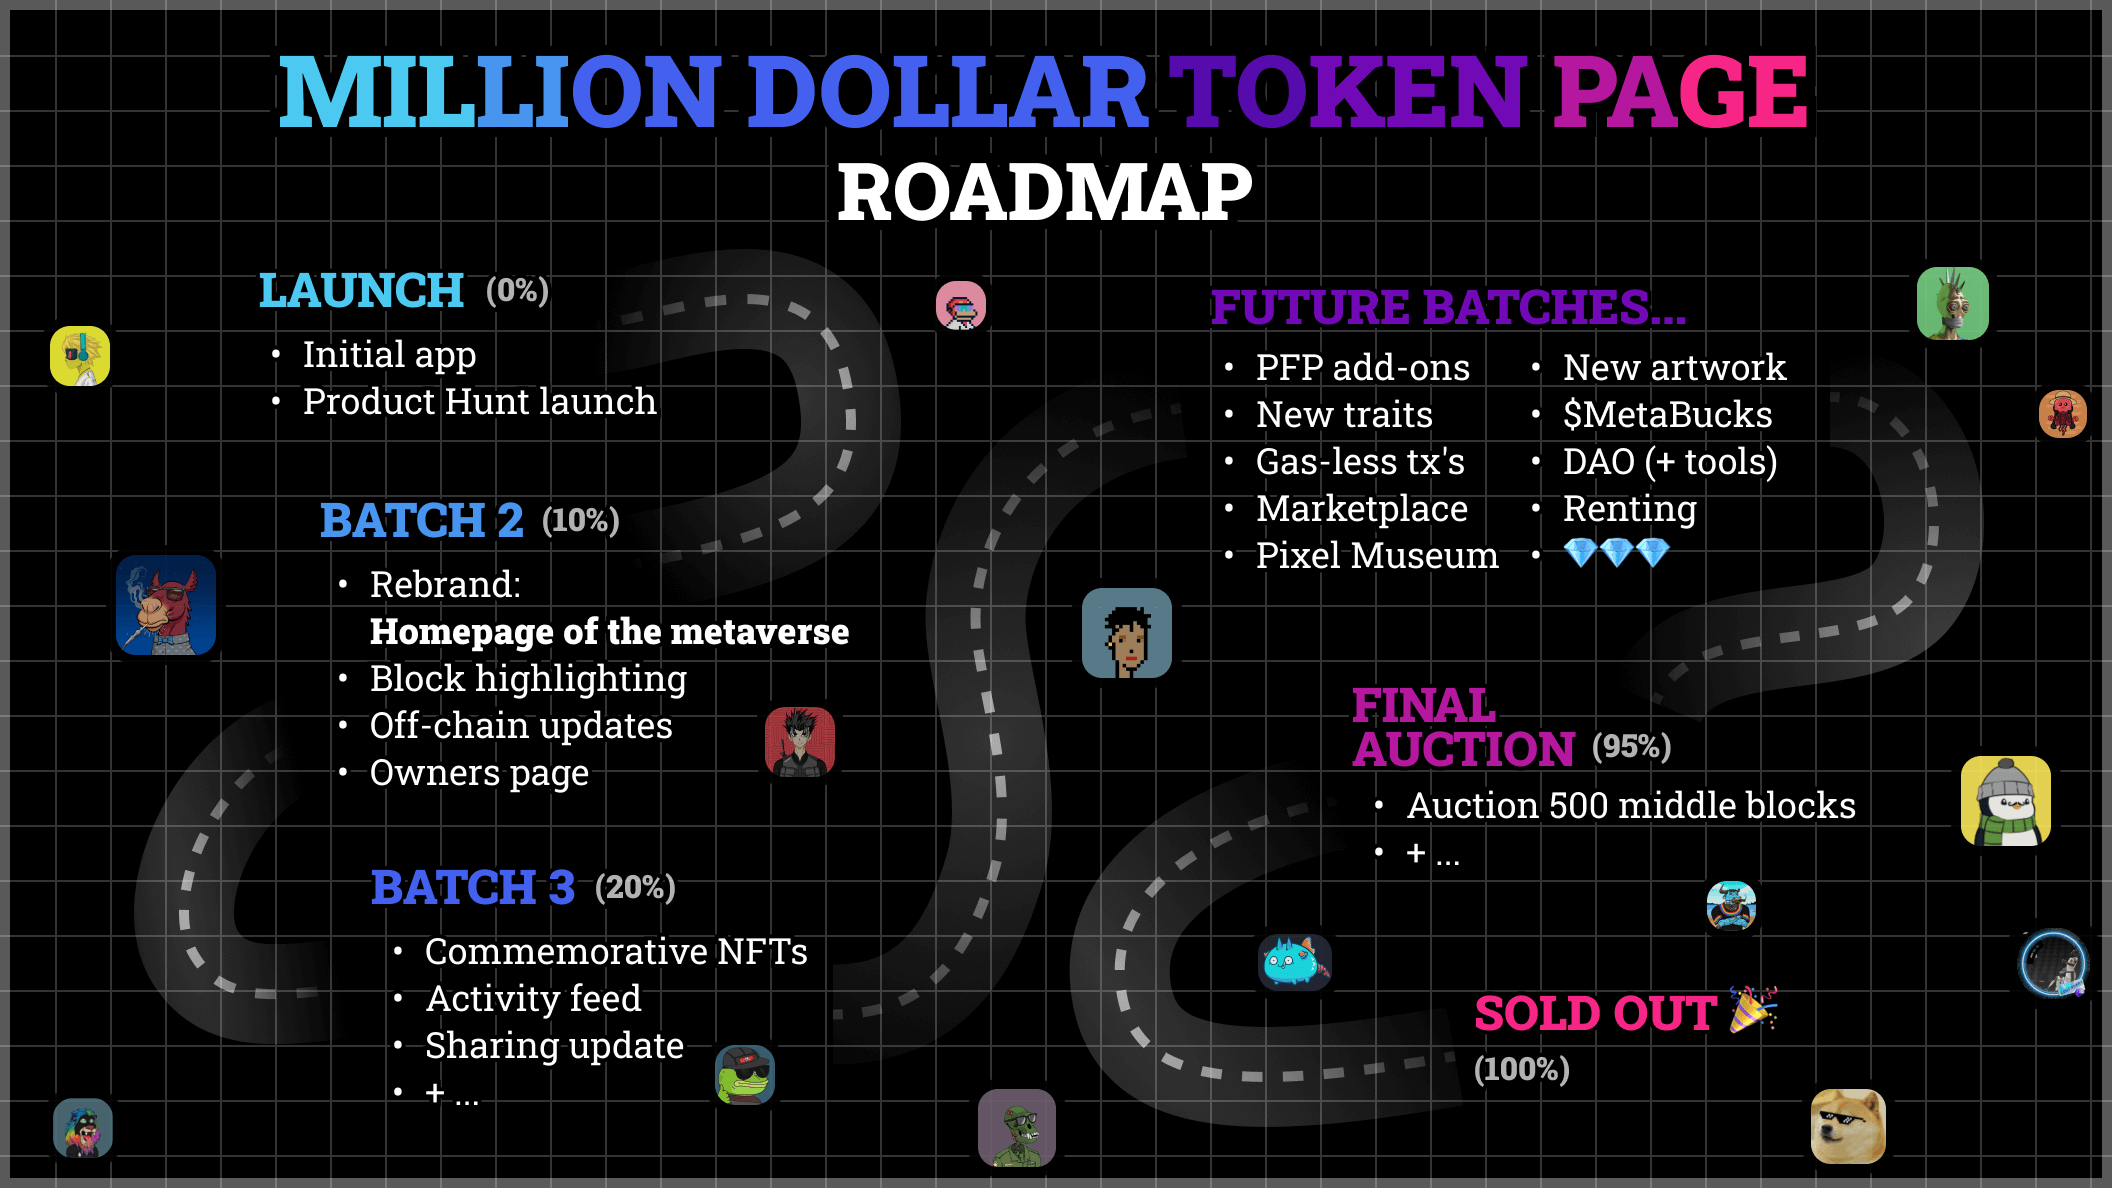 MILLION DOLLAR TOKEN PAGE
ROADMAP
LAUNCH (0%)
• Initial app
• Product Hunt launch
BATCH 2 (10%)
• Rebrand:
Homepage of the metaverse
• Block highlighting
• Off-chain updates
• Owners page
BATCH 3 (20%)
• Commemorative NFTs
• Activity feed
• Sharing update
• + ...
FUTURE BATCHES...
• PFP add-ons
• New traits
• Gas-less tx's
• Marketplace
• Pixel Museum
• New artwork
• $MetaBucks
• DAO (+ tools)
• Renting
• 💎💎💎
FINAL
AUCTION (95%)
• Auction 500 middle blocks
• + ...
SOLD OUT 🎉
(100%)